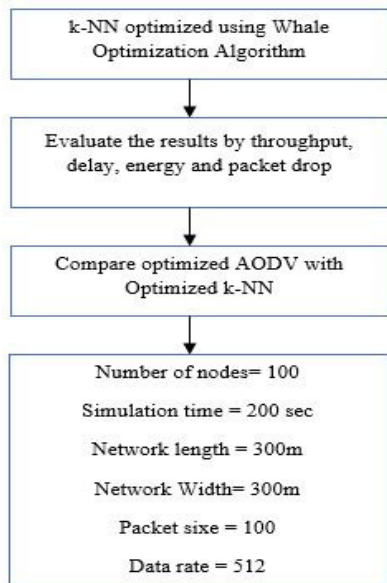 k-NN optimized using Whale
Optimization Algorithm
Evaluate the results by throughput,
delay, energy and packet drop
Compare optimized AODV with
Optimized k-NN
Number of nodes= 100
Simulation time = 200 sec
Network length = 300m
Network Width= 300m
Packet sixe = 100
Data rate = 512